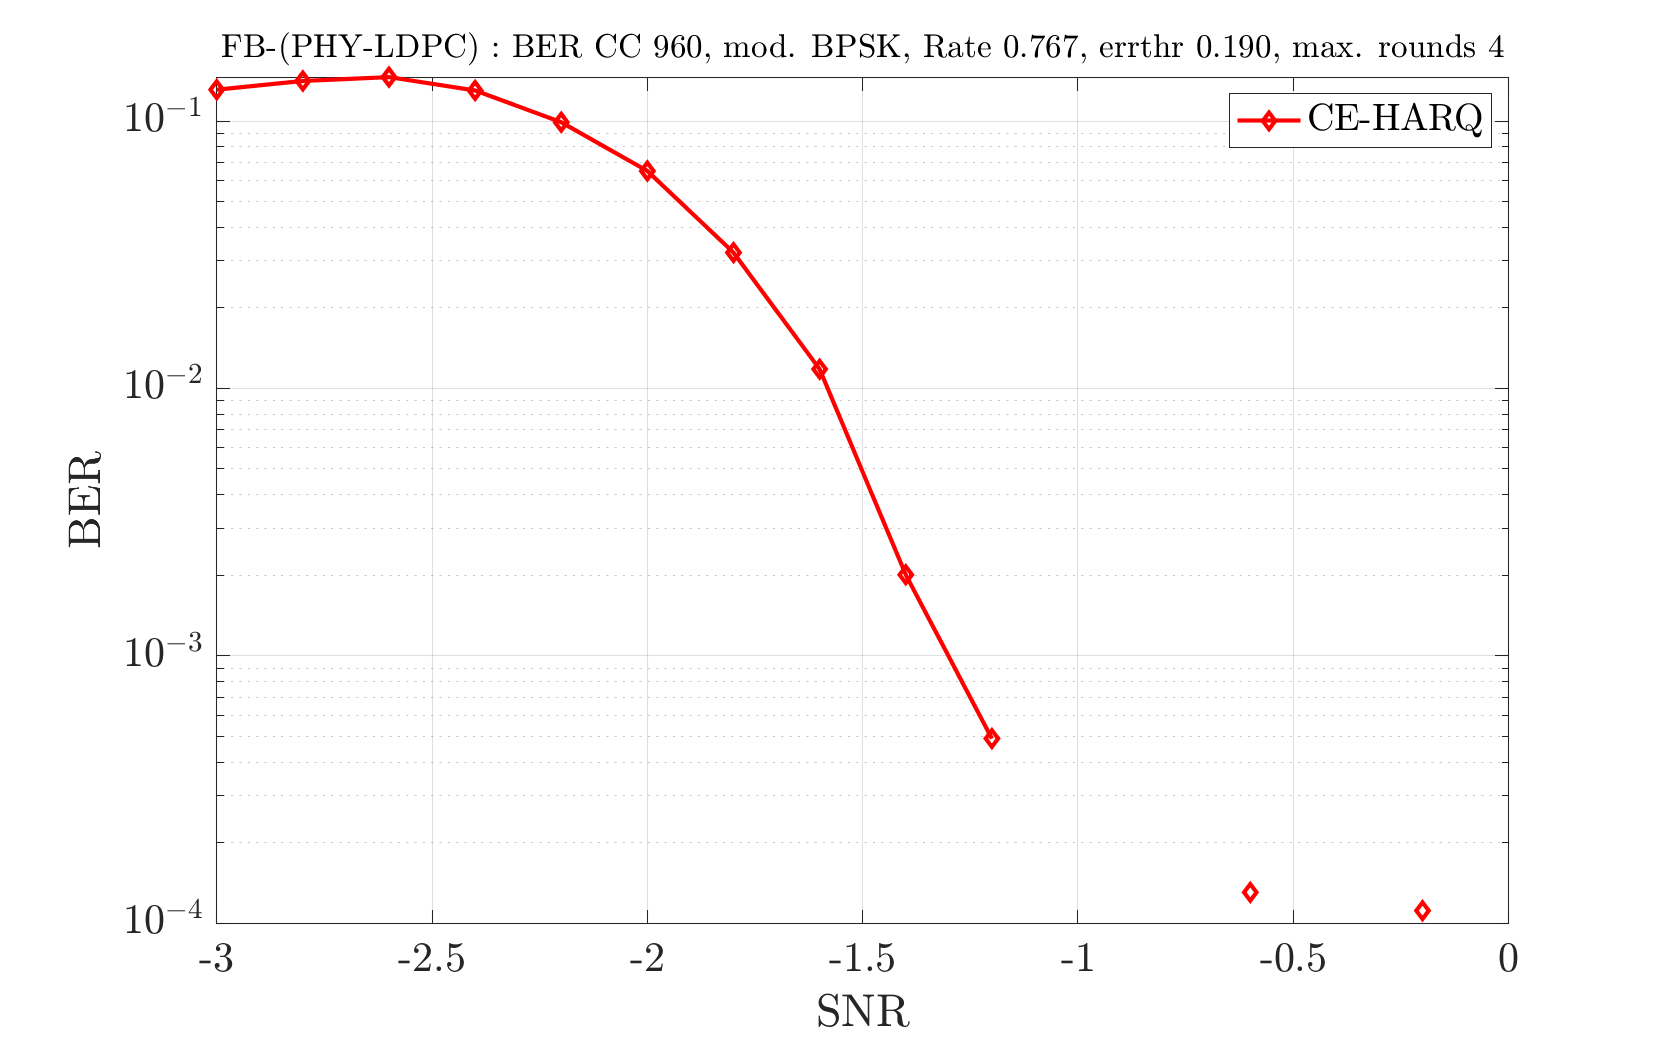 FB-(PHY-LDPC) : BER CC 960, mod. BPSK, Rate 0.767, errthr 0.190, max. rounds 4
CE-HARQ
10^{-1}
10^{-2}
10^{-3}
10^{-4}
BER
-3 -2.5 -2 -1.5 -1 -0.5 0
SNR